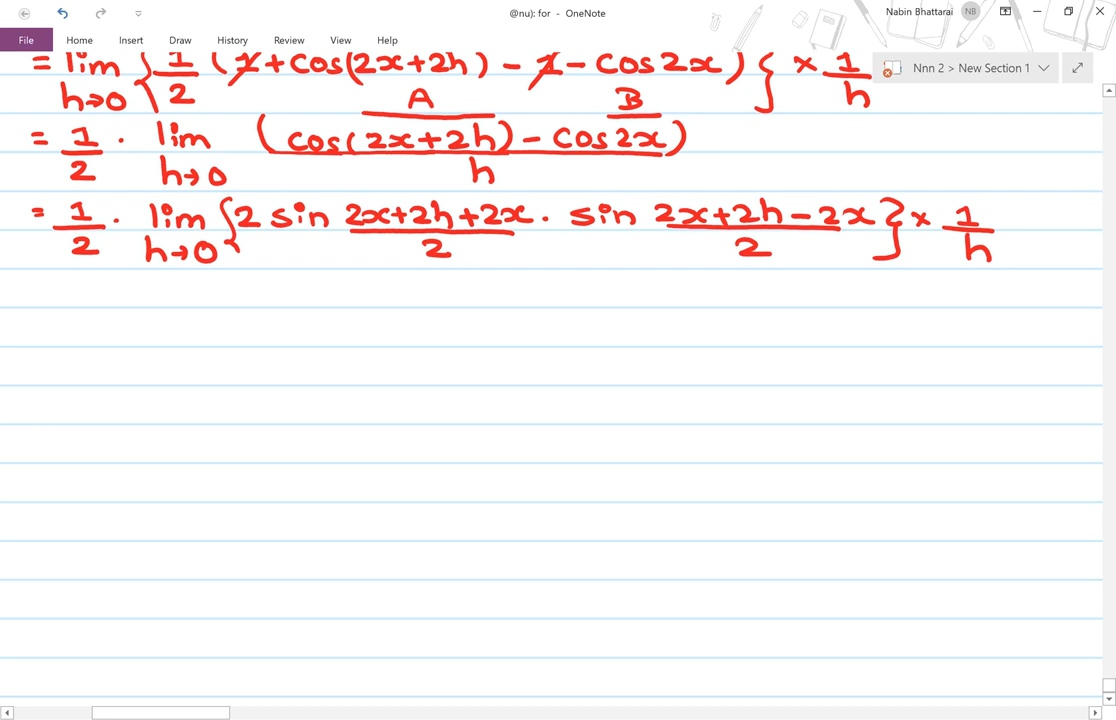 @nu): for - OneNote
Nabin Bhattarai NB
File Home Insert Draw History Review View Help
Nnn 2 > New Section 1
= lim h→0 { 1/2 (1 + cos(2x+2h) - 1 - cos 2x) } × 1/h
A B
= 1/2 · lim h→0 (cos(2x+2h) - cos2x) / h
= 1/2 · lim h→0 { 2 sin (2x+2h+2x)/2 · sin (2x+2h-2x)/2 } × 1/h